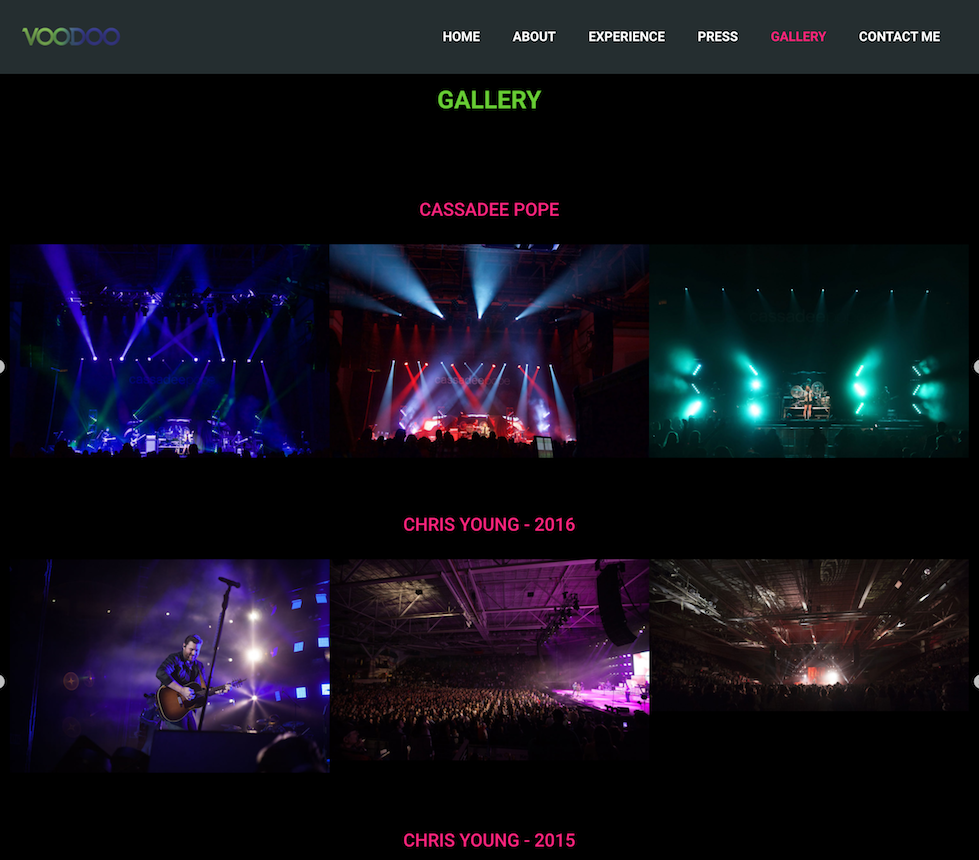 VOODOO
HOME ABOUT EXPERIENCE PRESS GALLERY CONTACT ME
GALLERY
CASSADEE POPE
CHRIS YOUNG - 2016
CHRIS YOUNG - 2015